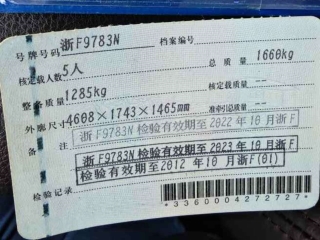 号牌号码 浙F9783N 档案编号
核定载人数 5人 总质量 1660kg
整备质量 1285kg 核定载质量 --
外廓尺寸 4608×1743×1465mm 准牵引总质量 --
备注 浙F9783N 检验有效期至2022年10月浙F
浙F9783N 检验有效期至2023年10月浙F
检验有效期至2012年10月浙F(01)
检验记录
*3360004272727*